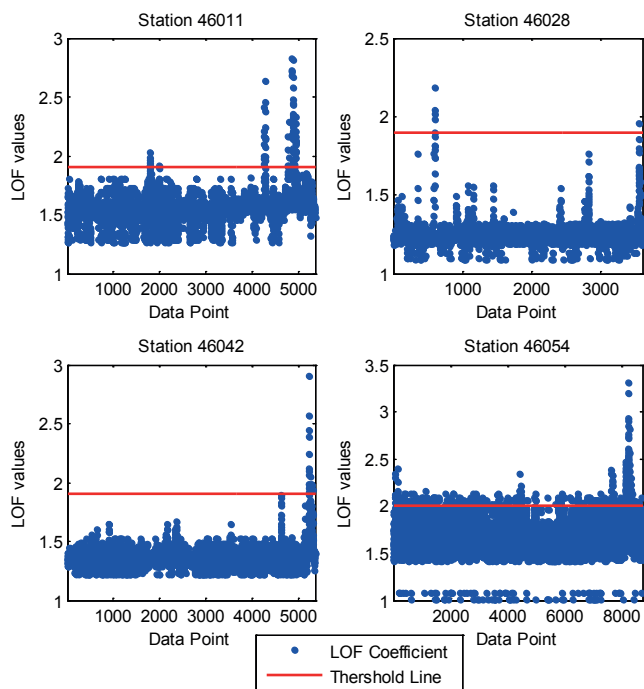 Station 46011
3
2.5
2
1.5
1
LOF values
1000 2000 3000 4000 5000
Data Point
Station 46028
2.5
2
1.5
1
LOF values
1000 2000 3000
Data Point
Station 46042
3
2.5
2
1.5
1
LOF values
1000 2000 3000 4000 5000
Data Point
Station 46054
3.5
3
2.5
2
1.5
1
LOF values
2000 4000 6000 8000
Data Point
LOF Coefficient
Thershold Line